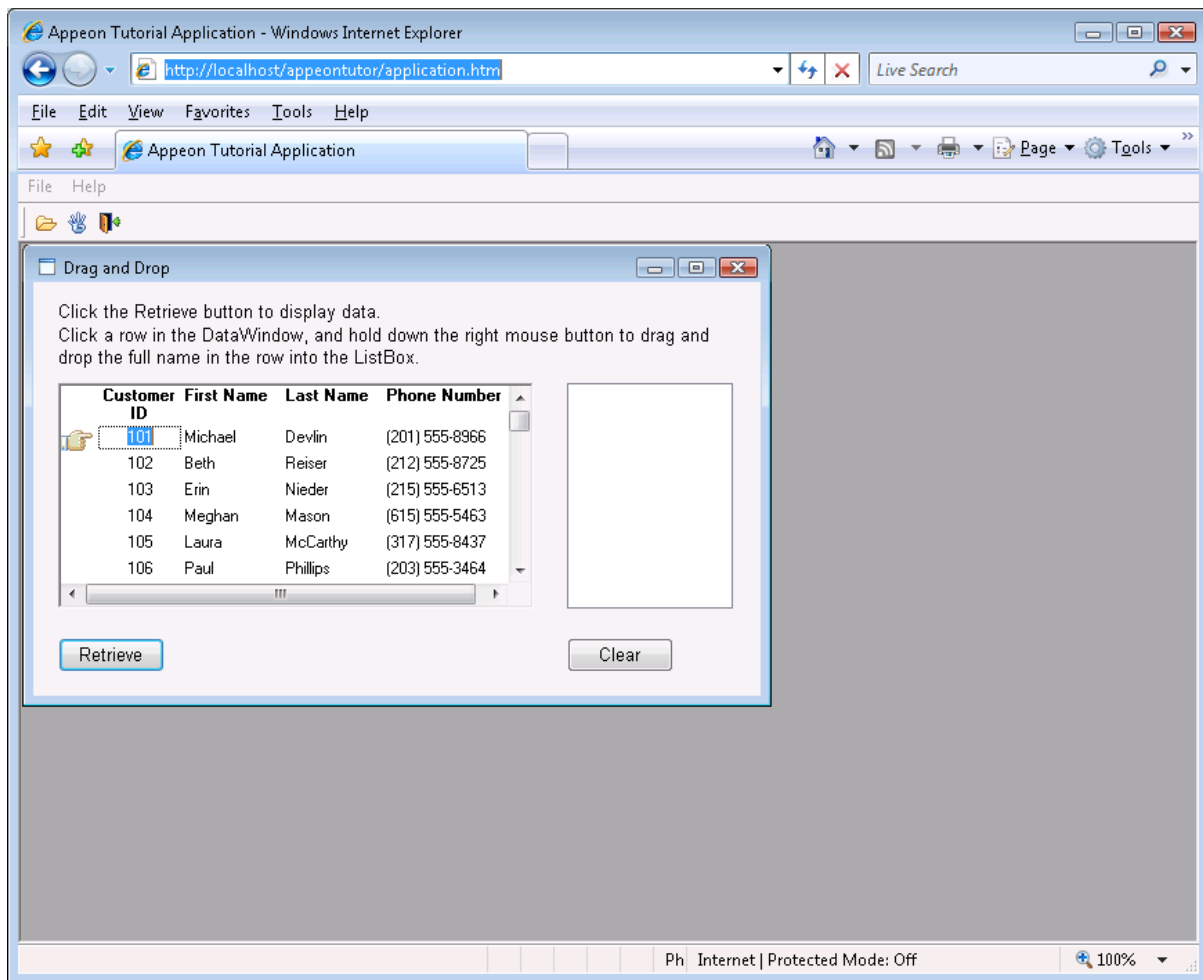 Appeon Tutorial Application - Windows Internet Explorer
http://localhost/appeontutor/application.htm
Live Search
File Edit View Favorites Tools Help
Appeon Tutorial Application
Page Tools
File Help
Drag and Drop
Click the Retrieve button to display data.
Click a row in the DataWindow, and hold down the right mouse button to drag and
drop the full name in the row into the ListBox.
Customer First Name Last Name Phone Number
ID
101 Michael Devlin (201) 555-8966
102 Beth Reiser (212) 555-8725
103 Erin Nieder (215) 555-6513
104 Meghan Mason (615) 555-5463
105 Laura McCarthy (317) 555-8437
106 Paul Phillips (203) 555-3464
Retrieve Clear
Ph Internet | Protected Mode: Off 100%